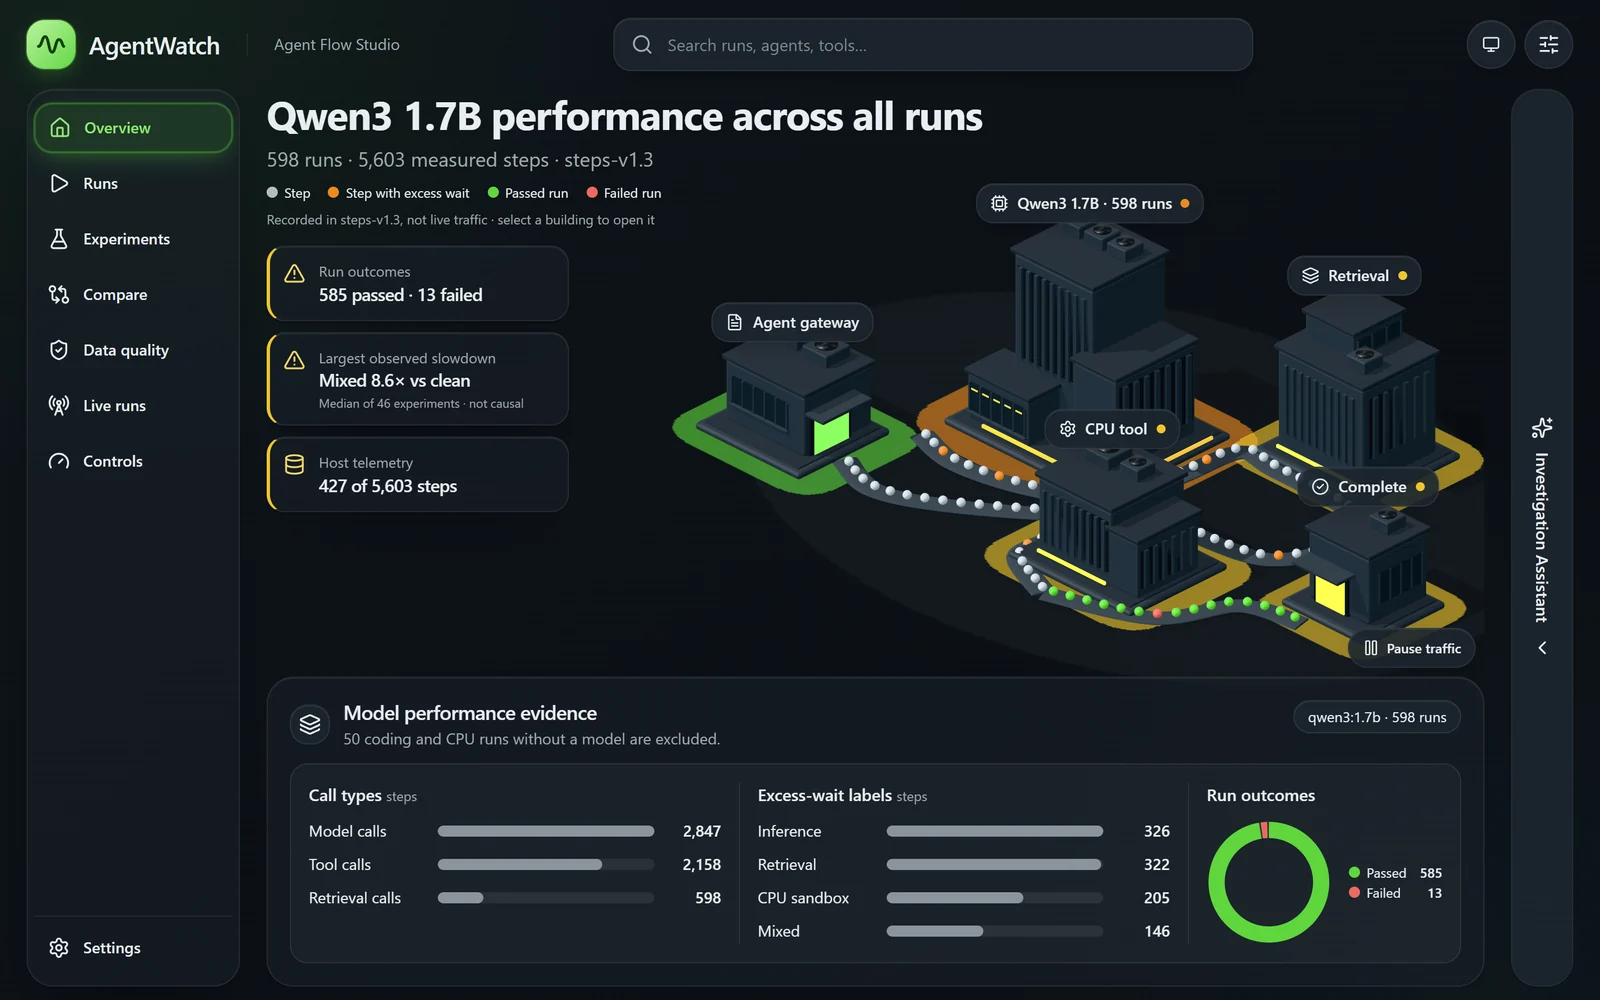 AgentWatch
Agent Flow Studio
Search runs, agents, tools...
Overview
Runs
Experiments
Compare
Data quality
Live runs
Controls
Settings
Qwen3 1.7B performance across all runs
598 runs · 5,603 measured steps · steps-v1.3
Step
Step with excess wait
Passed run
Failed run
Recorded in steps-v1.3, not live traffic · select a building to open it
Run outcomes
585 passed · 13 failed
Largest observed slowdown
Mixed 8.6× vs clean
Median of 46 experiments · not causal
Host telemetry
427 of 5,603 steps
Qwen3 1.7B · 598 runs
Retrieval
Agent gateway
CPU tool
Complete
Pause traffic
Investigation Assistant
Model performance evidence
50 coding and CPU runs without a model are excluded.
qwen3:1.7b · 598 runs
Call types steps
Model calls 2,847
Tool calls 2,158
Retrieval calls 598
Excess-wait labels steps
Inference 326
Retrieval 322
CPU sandbox 205
Mixed 146
Run outcomes
Passed 585
Failed 13